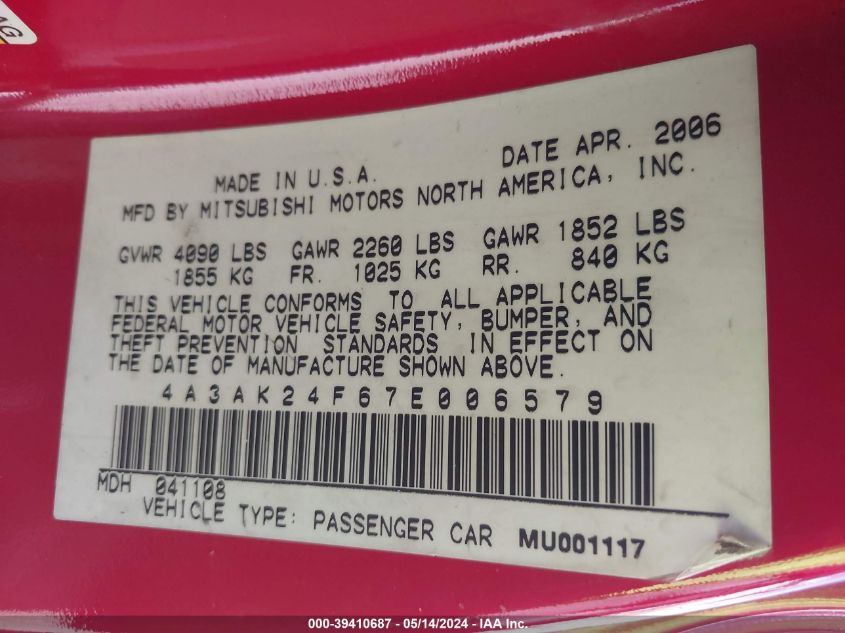 AG
DATE APR. 2006
MADE IN U.S.A.
MFD BY MITSUBISHI MOTORS NORTH AMERICA, INC.
GVWR 4090 LBS GAWR 2260 LBS GAWR 1852 LBS
1855 KG FR. 1025 KG RR. 840 KG
THIS VEHICLE CONFORMS TO ALL APPLICABLE
FEDERAL MOTOR VEHICLE SAFETY, BUMPER, AND
THEFT PREVENTION STANDARDS IN EFFECT ON
THE DATE OF MANUFACTURE SHOWN ABOVE.
4A3AK24F67E006579
MDH 041108
VEHICLE TYPE: PASSENGER CAR MU001117
000-39410687 - 05/14/2024 - IAA Inc.